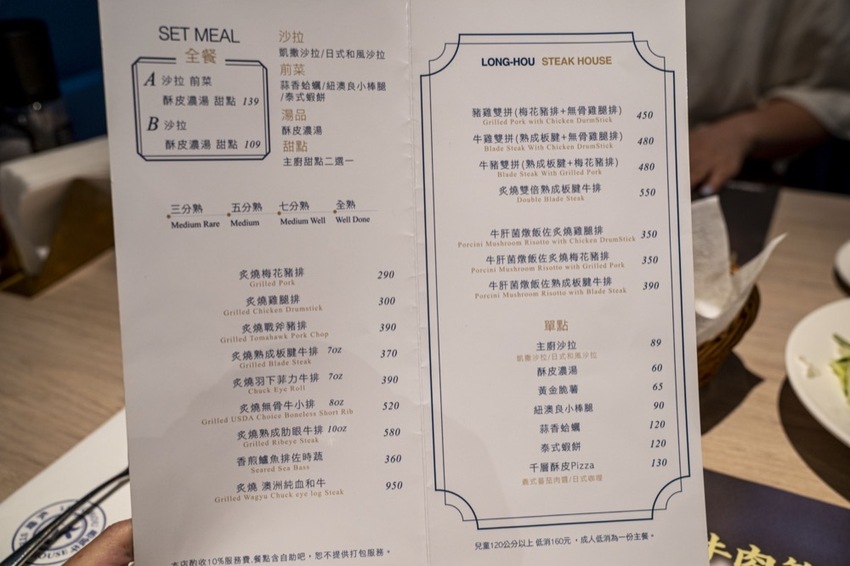 SET MEAL
全餐
A 沙拉 前菜
酥皮濃湯 甜點 139
B 沙拉
酥皮濃湯 甜點 109
沙拉
凱撒沙拉/日式和風沙拉
前菜
蒜香蛤蠣/紐澳良小棒腿
/泰式蝦餅
湯品
酥皮濃湯
甜點
主廚甜點二選一
三分熟 五分熟 七分熟 全熟
Medium Rare Medium Medium Well Well Done
炙燒梅花豬排 290
Grilled Pork
炙燒雞腿排 300
Grilled Chicken Drumstick
炙燒戰斧豬排 390
Grilled Tomahawk Pork Chop
炙燒熟成板腱牛排 7oz 370
Grilled Blade Steak
炙燒羽下菲力牛排 7oz 390
Chuck Eye Roll
炙燒無骨牛小排 8oz 520
Grilled USDA Choice Boneless Short Rib
炙燒熟成肋眼牛排 10oz 580
Grilled Ribeye Steak
香煎鱸魚排佐時蔬 360
Seared Sea Bass
炙燒 澳洲純血和牛 950
Grilled Wagyu Chuck eye log Steak
本店酌收10%服務費,餐點含自助吧，恕不提供打包服務。
LONG-HOU STEAK HOUSE
豬雞雙拼(梅花豬排+無骨雞腿排) 450
Grilled Pork with Chicken DurmStick
牛雞雙拼(熟成板腱+無骨雞腿排) 480
Blade Steak With Chicken DrumStick
牛豬雙拼(熟成板腱+梅花豬排) 480
Blade Steak With Grilled Pork
炙燒雙倍熟成板腱牛排 550
Double Blade Steak
牛肝菌燉飯佐炙燒雞腿排 350
Porcini Mushroom Risotto with Chicken DrumStick
牛肝菌燉飯佐炙燒梅花豬排 350
Porcini Mushroom Risotto with Grilled Pork
牛肝菌燉飯佐熟成板腱牛排 390
Porcini Mushroom Risotto with Blade Steak
單點
主廚沙拉 89
凱撒沙拉/日式和風沙拉
酥皮濃湯 60
黃金脆薯 65
紐澳良小棒腿 90
蒜香蛤蠣 120
泰式蝦餅 120
千層酥皮Pizza 130
義式蕃茄肉醬/日式咖哩
兒童120公分以上 低消160元，成人低消為一份主餐。